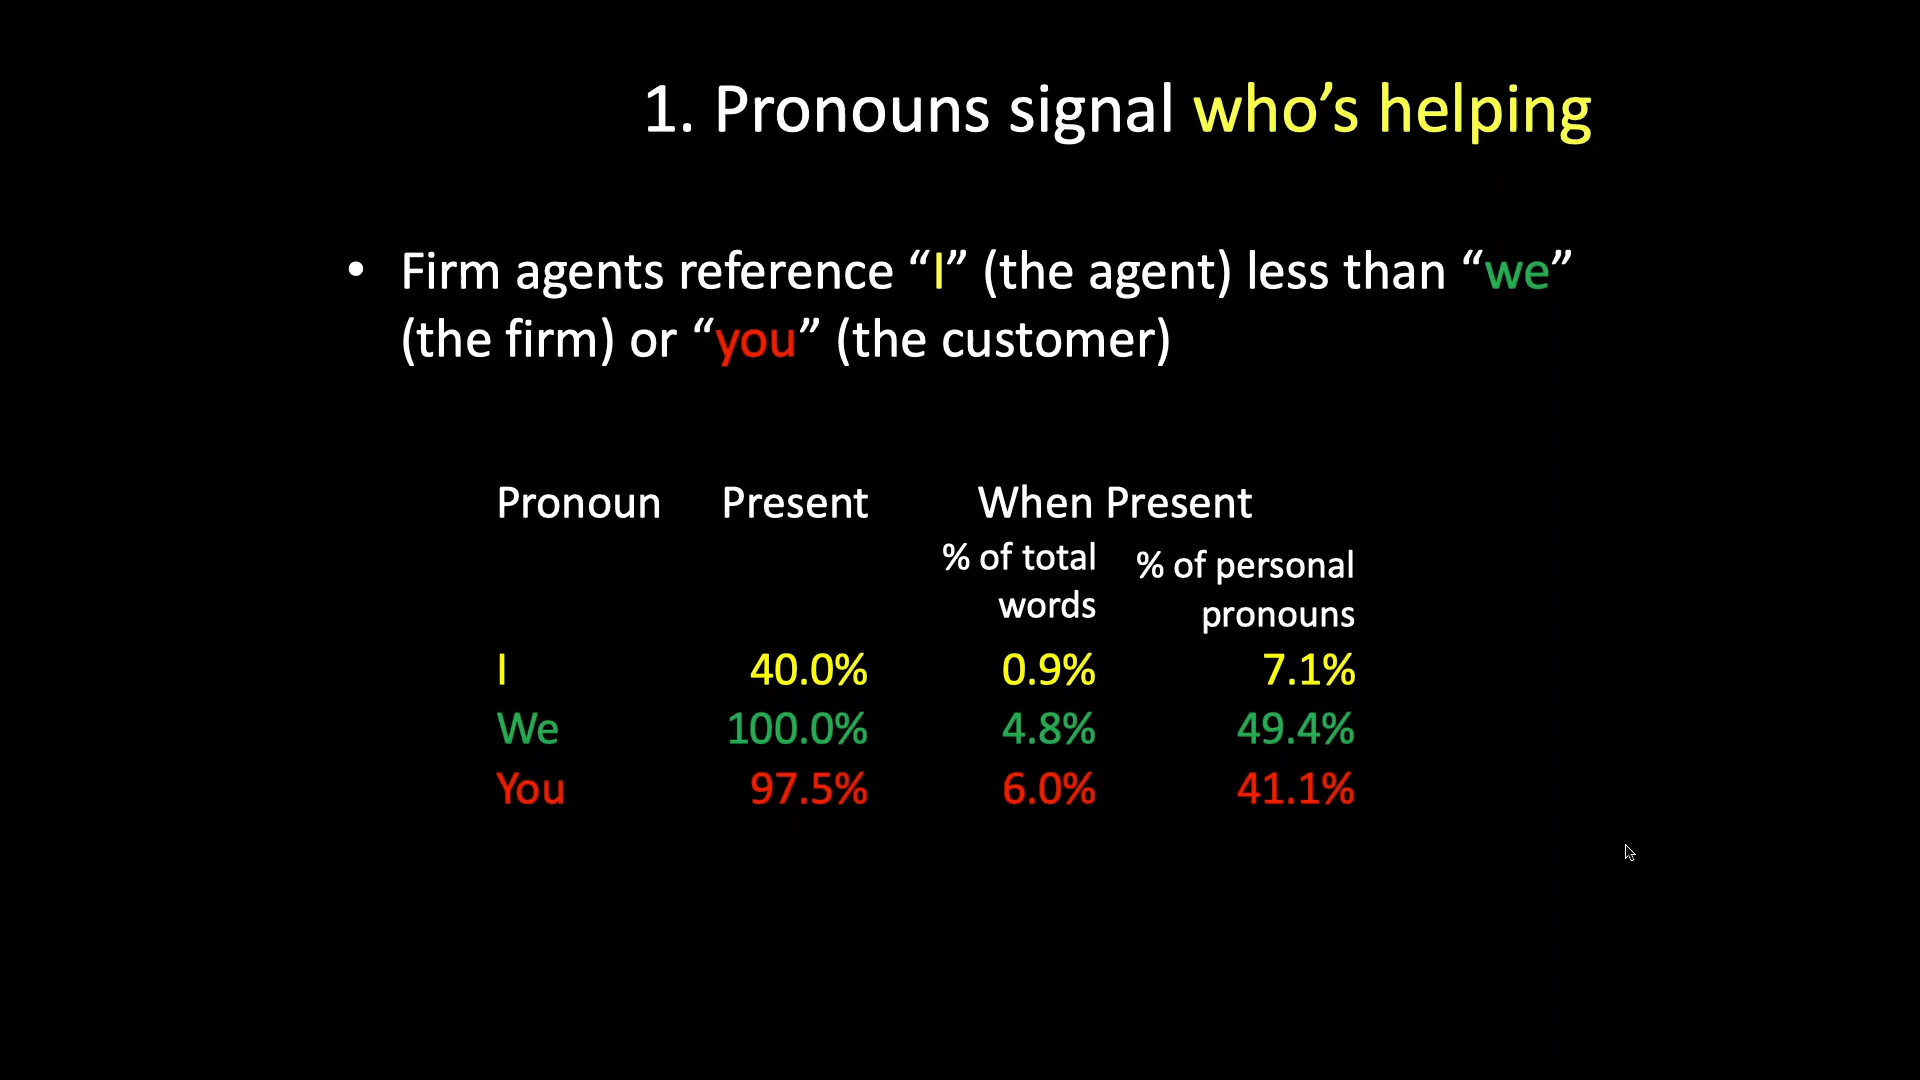 1. Pronouns signal who’s helping
• Firm agents reference “I” (the agent) less than “we”
(the firm) or “you” (the customer)
Pronoun Present When Present
% of total % of personal
words pronouns
I 40.0% 0.9% 7.1%
We 100.0% 4.8% 49.4%
You 97.5% 6.0% 41.1%